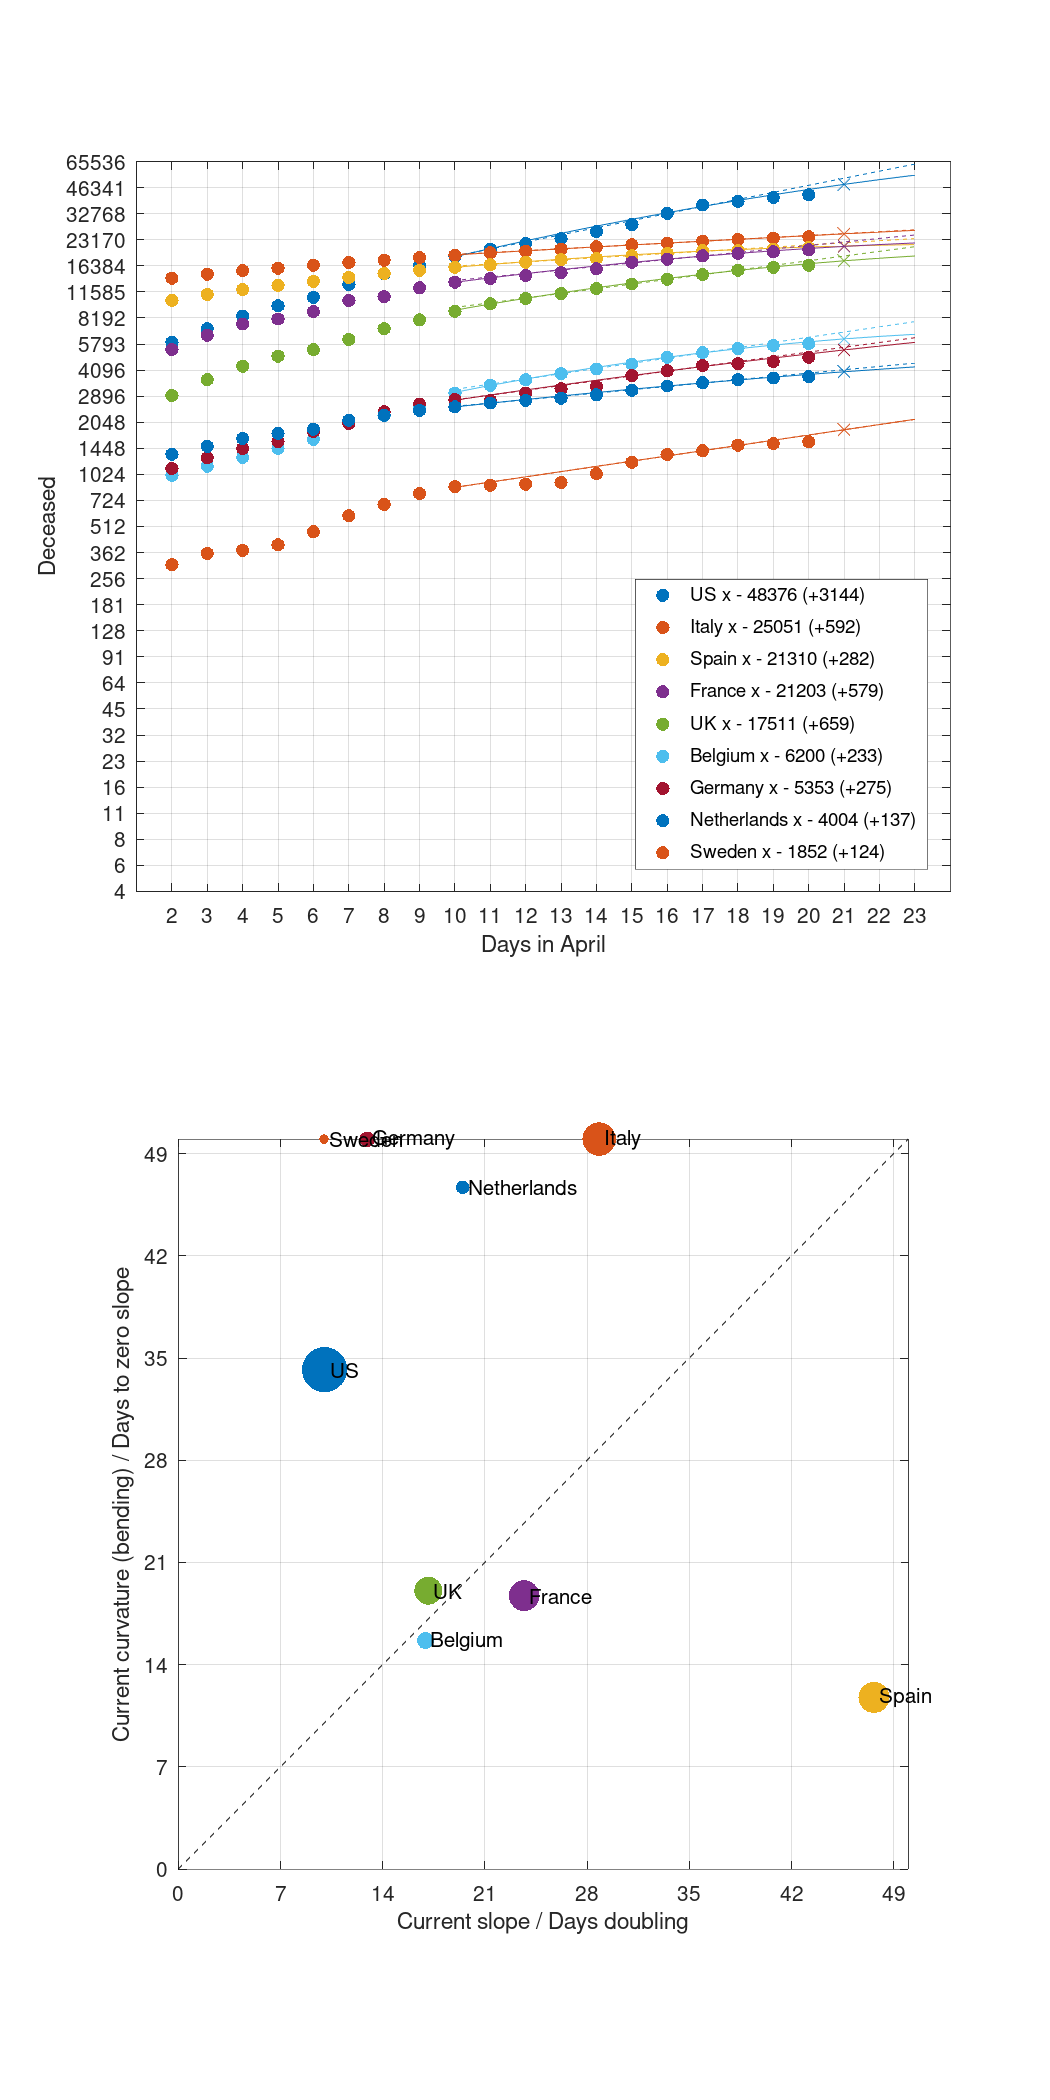 65536
46341
32768
23170
16384
11585
8192
5793
4096
2896
2048
1448
1024
724
512
362
256
181
128
91
64
45
32
23
16
11
8
6
4
Deceased
US x - 48376 (+3144)
Italy x - 25051 (+592)
Spain x - 21310 (+282)
France x - 21203 (+579)
UK x - 17511 (+659)
Belgium x - 6200 (+233)
Germany x - 5353 (+275)
Netherlands x - 4004 (+137)
Sweden x - 1852 (+124)
2 3 4 5 6 7 8 9 10 11 12 13 14 15 16 17 18 19 20 21 22 23
Days in April
Sweden
Germany
Italy
Netherlands
US
UK
France
Belgium
Spain
49
42
35
28
21
14
7
0
Current curvature (bending) / Days to zero slope
0 7 14 21 28 35 42 49
Current slope / Days doubling